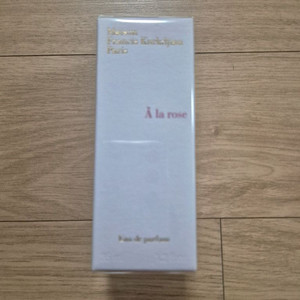 Maison
Francis Kurkdjian
Paris
À la rose
Eau de parfum